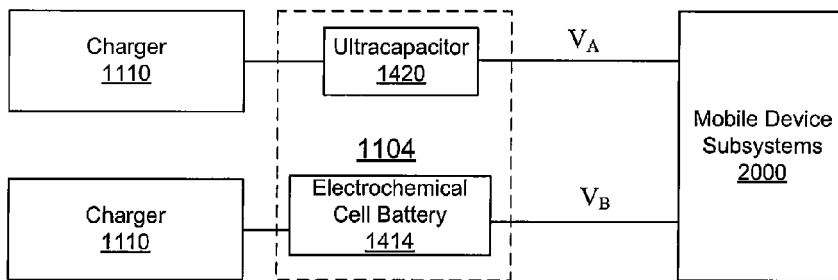 Charger
1110
Ultracapacitor
1420
V_A
1104
Mobile Device
Subsystems
2000
Charger
1110
Electrochemical
Cell Battery
1414
V_B